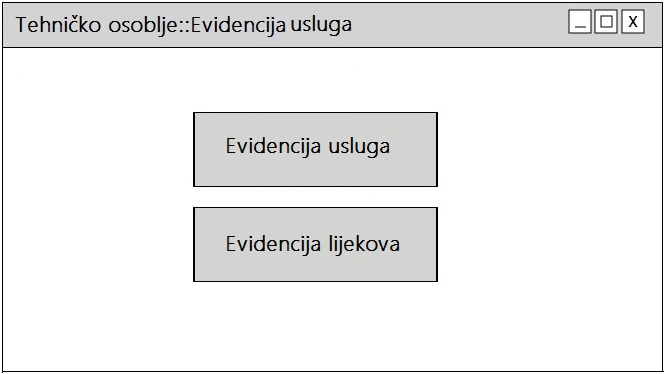 Tehničko osoblje::Evidencija usluga
Evidencija usluga
Evidencija lijekova